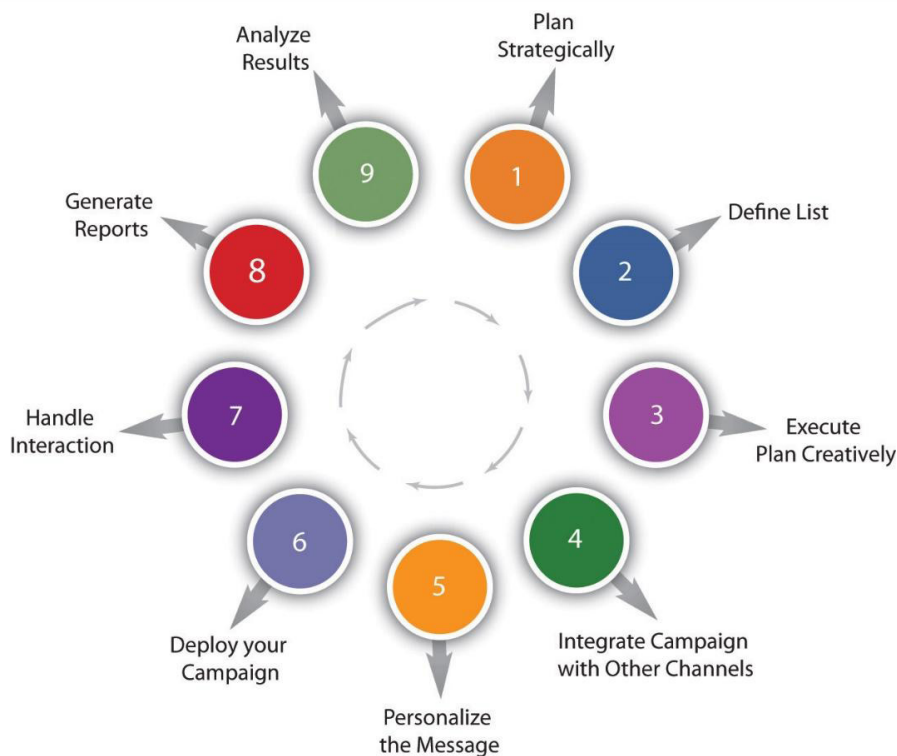 1
Plan
Strategically
2
Define List
3
Execute
Plan Creatively
4
Integrate Campaign
with Other Channels
5
Personalize
the Message
6
Deploy your
Campaign
7
Handle
Interaction
8
Generate
Reports
9
Analyze
Results